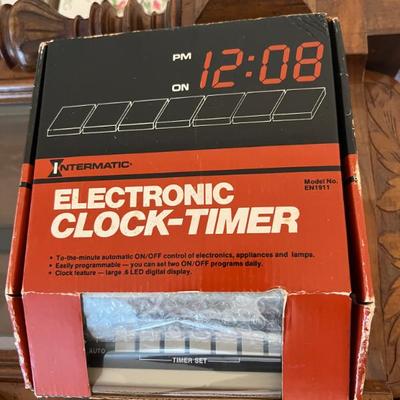 PM
12:08
ON
INTERMATIC
Model No.
EN1911
ELECTRONIC
CLOCK-TIMER
• To-the-minute automatic ON/OFF control of electronics, appliances and lamps.
• Easily programmable — you can set two ON/OFF programs daily.
• Clock feature — large .6 LED digital display.
AUTO
TIMER SET